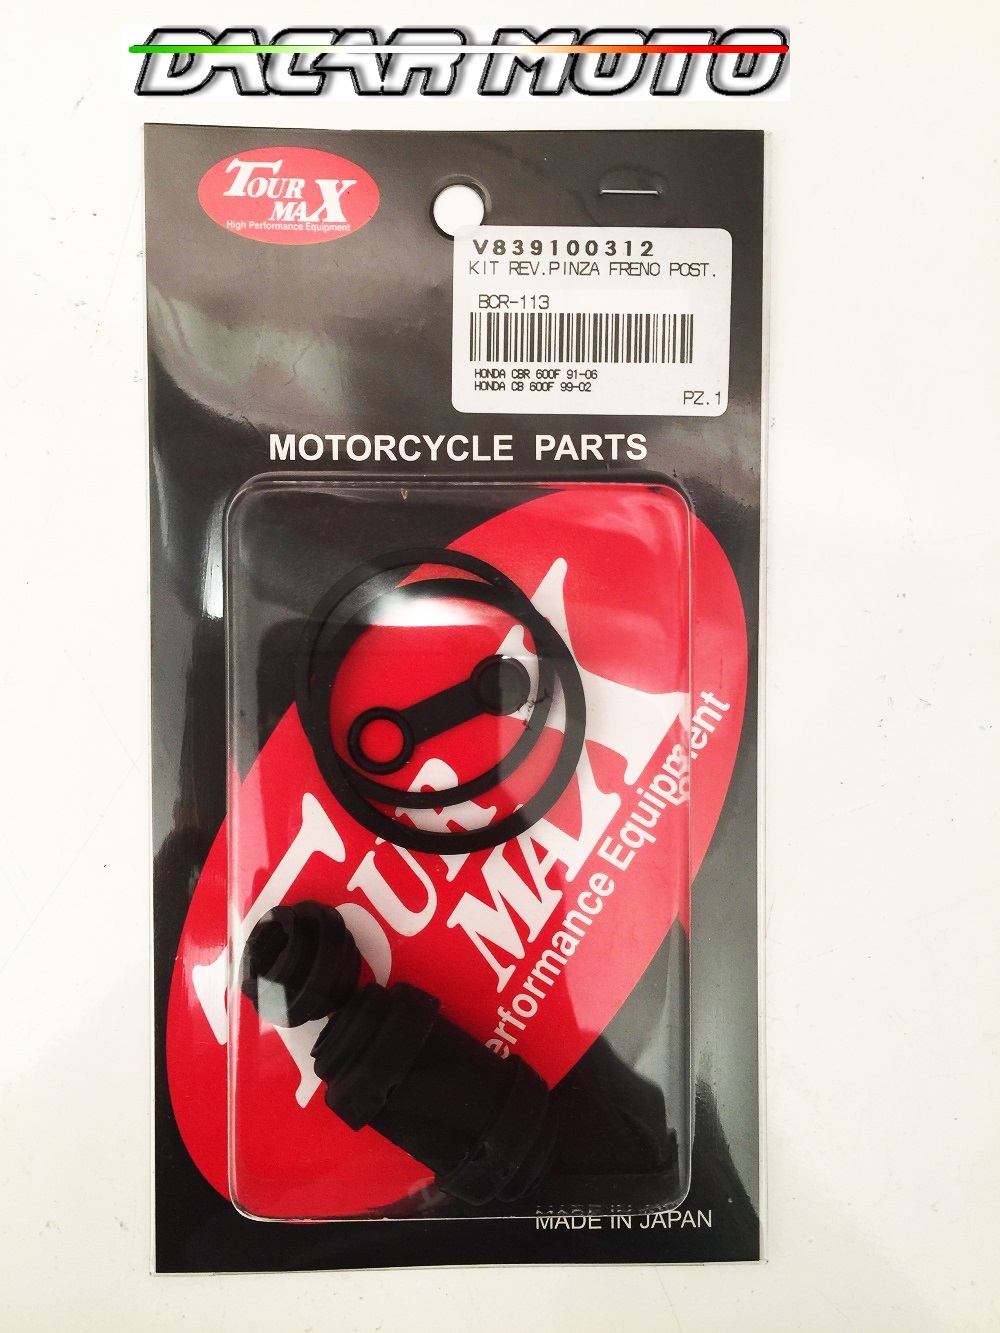 DACAR MOTO
TOUR
MAX
High Performance Equipment
V839100312
KIT REV.PINZA FRENO POST.
BCR-113
HONDA CBR 600F 91-06
HONDA CB 600F 99-02
PZ.1
MOTORCYCLE PARTS
TOUR
MAX
erformance Equipment
MADE IN JAPAN